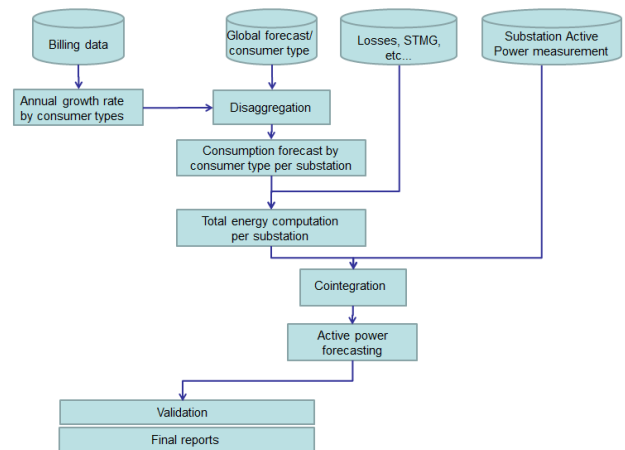 Billing data
Global forecast/
consumer type
Losses, STMG,
etc...
Substation Active
Power measurement
Annual growth rate
by consumer types
Disaggregation
Consumption forecast by
consumer type per substation
Total energy computation
per substation
Cointegration
Active power
forecasting
Validation
Final reports